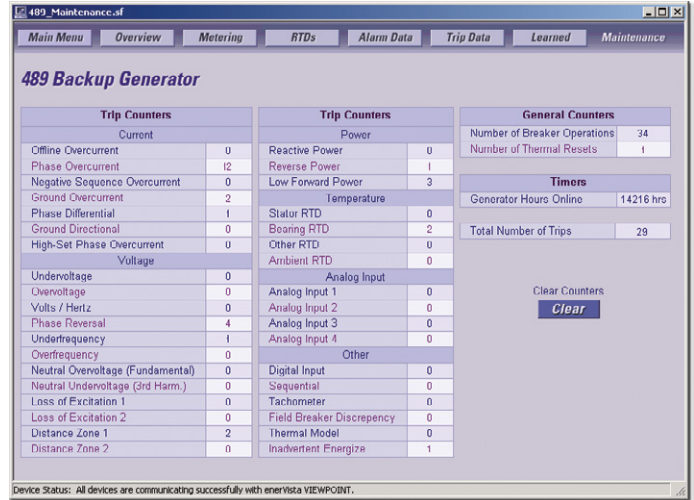 489_Maintenance.sf
Main Menu Overview Metering RTDs Alarm Data Trip Data Learned Maintenance
489 Backup Generator
Trip Counters
Current
Offline Overcurrent 0
Phase Overcurrent 12
Negative Sequence Overcurrent 0
Ground Overcurrent 2
Phase Differential 1
Ground Directional 0
High-Set Phase Overcurrent 0
Voltage
Undervoltage 0
Overvoltage 0
Volts / Hertz 0
Phase Reversal 4
Underfrequency 1
Overfrequency 0
Neutral Overvoltage (Fundamental) 0
Neutral Undervoltage (3rd Harm.) 0
Loss of Excitation 1 0
Loss of Excitation 2 0
Distance Zone 1 2
Distance Zone 2 0
Trip Counters
Power
Reactive Power 0
Reverse Power 1
Low Forward Power 3
Temperature
Stator RTD 0
Bearing RTD 2
Other RTD 0
Ambient RTD 0
Analog Input
Analog Input 1 0
Analog Input 2 0
Analog Input 3 0
Analog Input 4 0
Other
Digital Input 0
Sequential 0
Tachometer 0
Field Breaker Discrepency 0
Thermal Model 0
Inadvertent Energize 1
General Counters
Number of Breaker Operations 34
Number of Thermal Resets 1
Timers
Generator Hours Online 14216 hrs
Total Number of Trips 29
Clear Counters
Clear
Device Status: All devices are communicating successfully with enerVista VIEWPOINT.